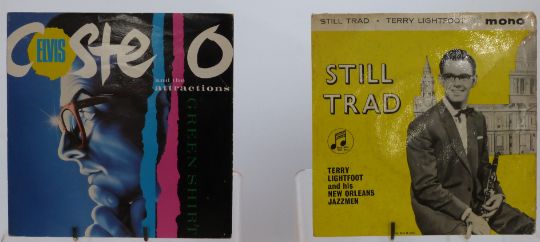 ELVIS
Costello
and the
attractions
GREEN SHIRT
STILL TRAD • TERRY LIGHTFOOT
mono
STILL
TRAD
TERRY
LIGHTFOOT
and his
NEW ORLEANS
JAZZMEN